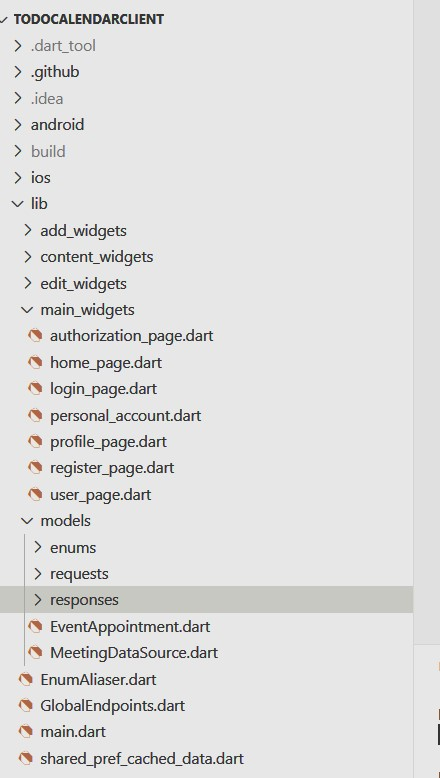 TODOCALENDARCLIENT
.dart_tool
.github
.idea
android
build
ios
lib
add_widgets
content_widgets
edit_widgets
main_widgets
authorization_page.dart
home_page.dart
login_page.dart
personal_account.dart
profile_page.dart
register_page.dart
user_page.dart
models
enums
requests
responses
EventAppointment.dart
MeetingDataSource.dart
EnumAliaser.dart
GlobalEndpoints.dart
main.dart
shared_pref_cached_data.dart